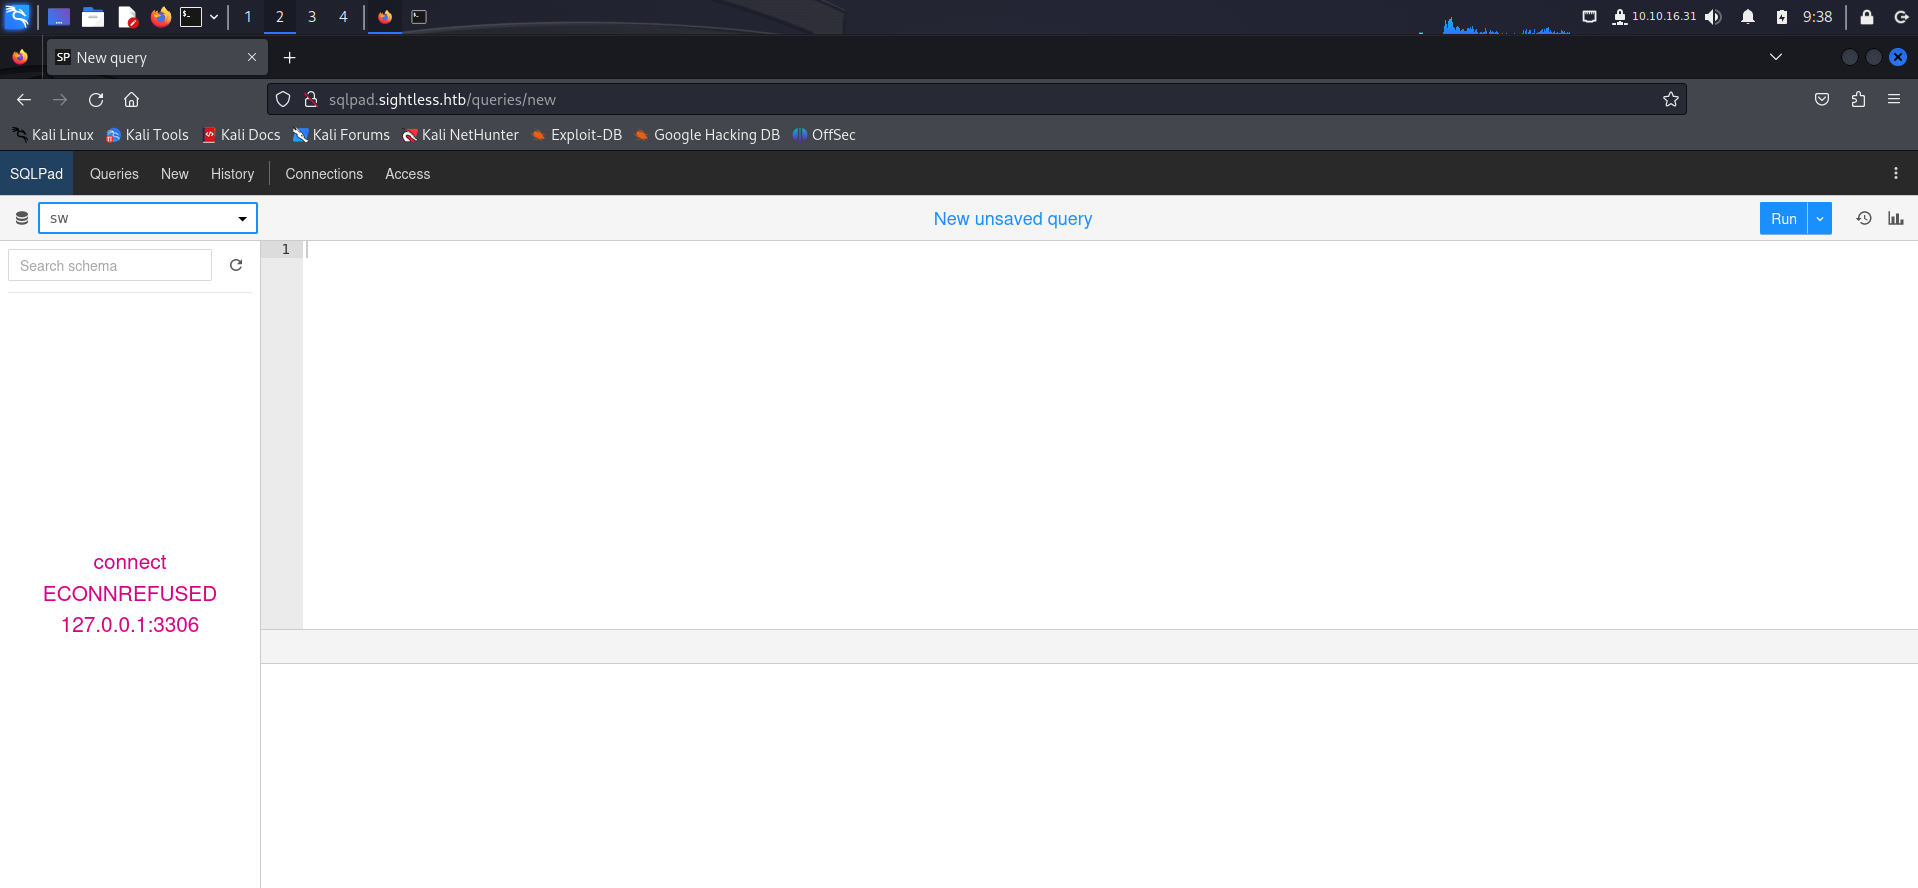 1 2 3 4 10.10.16.31 9:38
SP New query
sqlpad.sightless.htb/queries/new
Kali Linux Kali Tools Kali Docs Kali Forums Kali NetHunter Exploit-DB Google Hacking DB OffSec
SQLPad Queries New History Connections Access
sw New unsaved query Run
Search schema
1
connect
ECONNREFUSED
127.0.0.1:3306